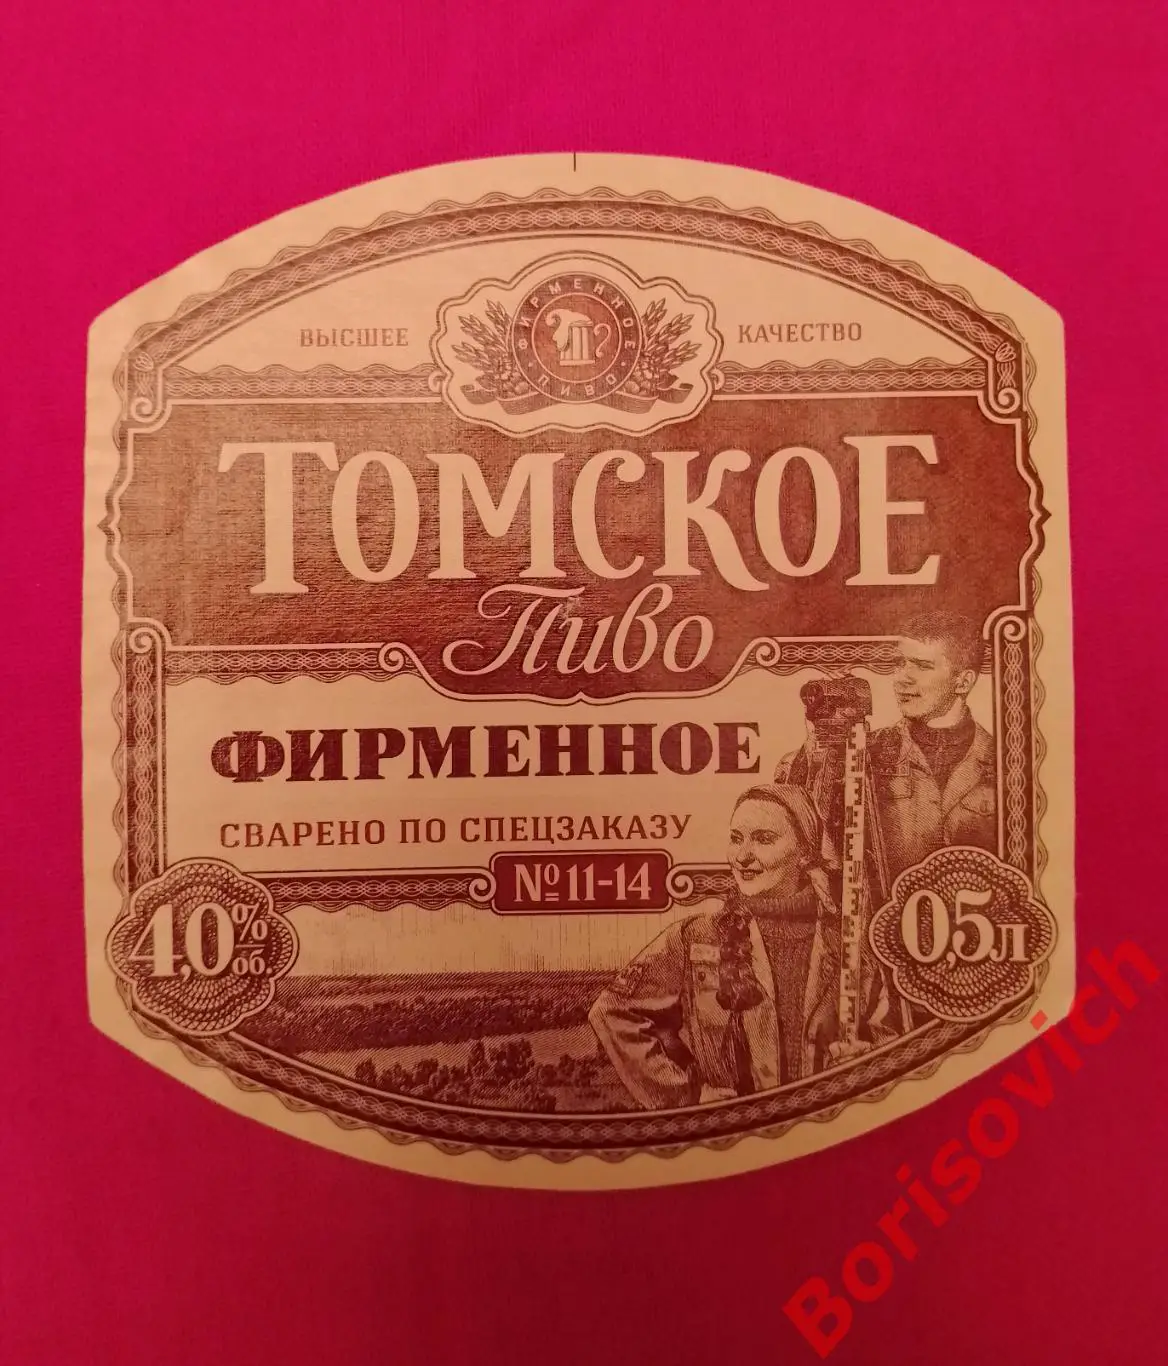 ФИРМЕННОЕ
ПИВО
ВЫСШЕЕ КАЧЕСТВО
ТОМСКОЕ
Пиво
ФИРМЕННОЕ
СВАРЕНО ПО СПЕЦЗАКАЗУ
№11-14
4,0% об.
0,5л
Borisovich